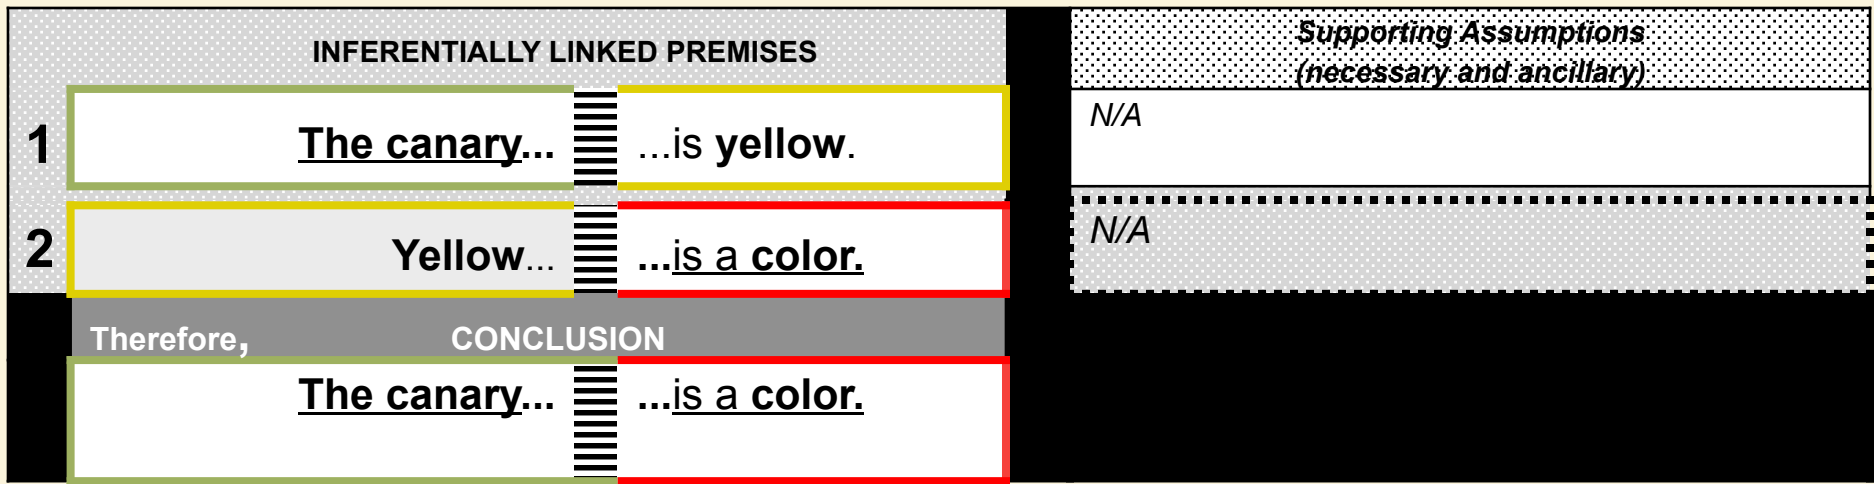 INFERENTIALLY LINKED PREMISES
Supporting Assumptions
(necessary and ancillary)
1
The canary...
...is yellow.
N/A
2
Yellow...
...is a color.
N/A
Therefore, CONCLUSION
The canary...
...is a color.